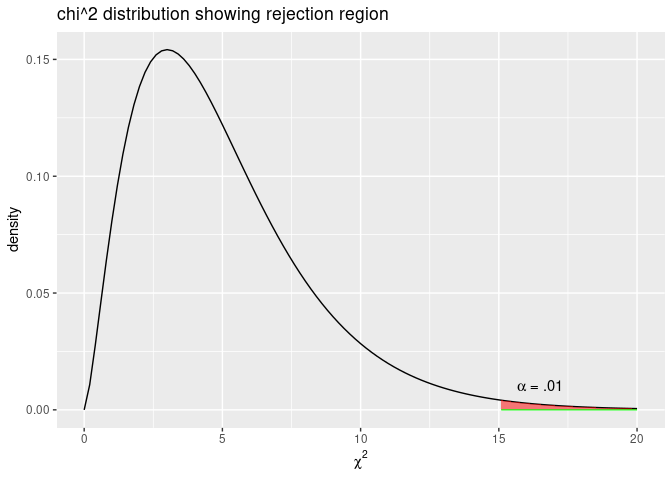 chi^2 distribution showing rejection region
0.15
0.10
0.05
0.00
density
α = .01
0 5 10 15 20
χ²